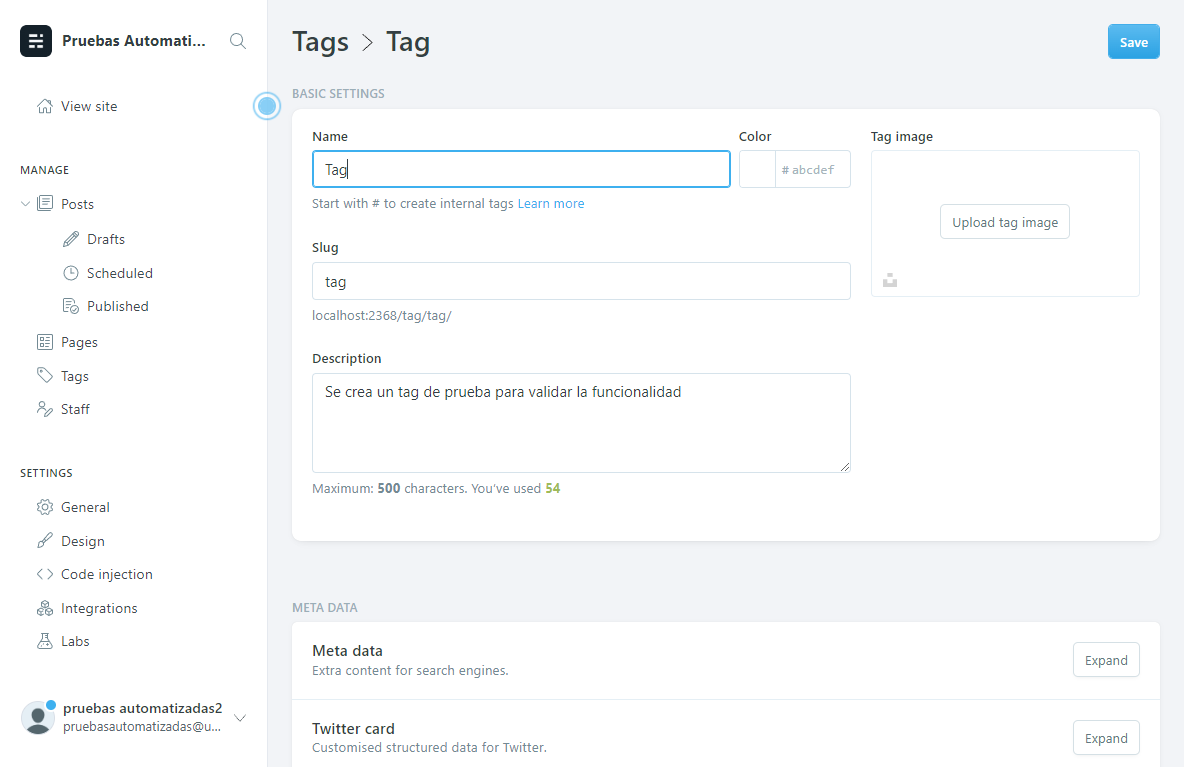 Pruebas Automati...
View site
MANAGE
Posts
Drafts
Scheduled
Published
Pages
Tags
Staff
SETTINGS
General
Design
Code injection
Integrations
Labs
pruebas automatizadas2
pruebasautomatizadas@u...
Tags > Tag
Save
BASIC SETTINGS
Name
Tag
Start with # to create internal tags Learn more
Color
# abcdef
Slug
tag
localhost:2368/tag/tag/
Description
Se crea un tag de prueba para validar la funcionalidad
Maximum: 500 characters. You've used 54
Tag image
Upload tag image
META DATA
Meta data
Extra content for search engines.
Expand
Twitter card
Customised structured data for Twitter.
Expand